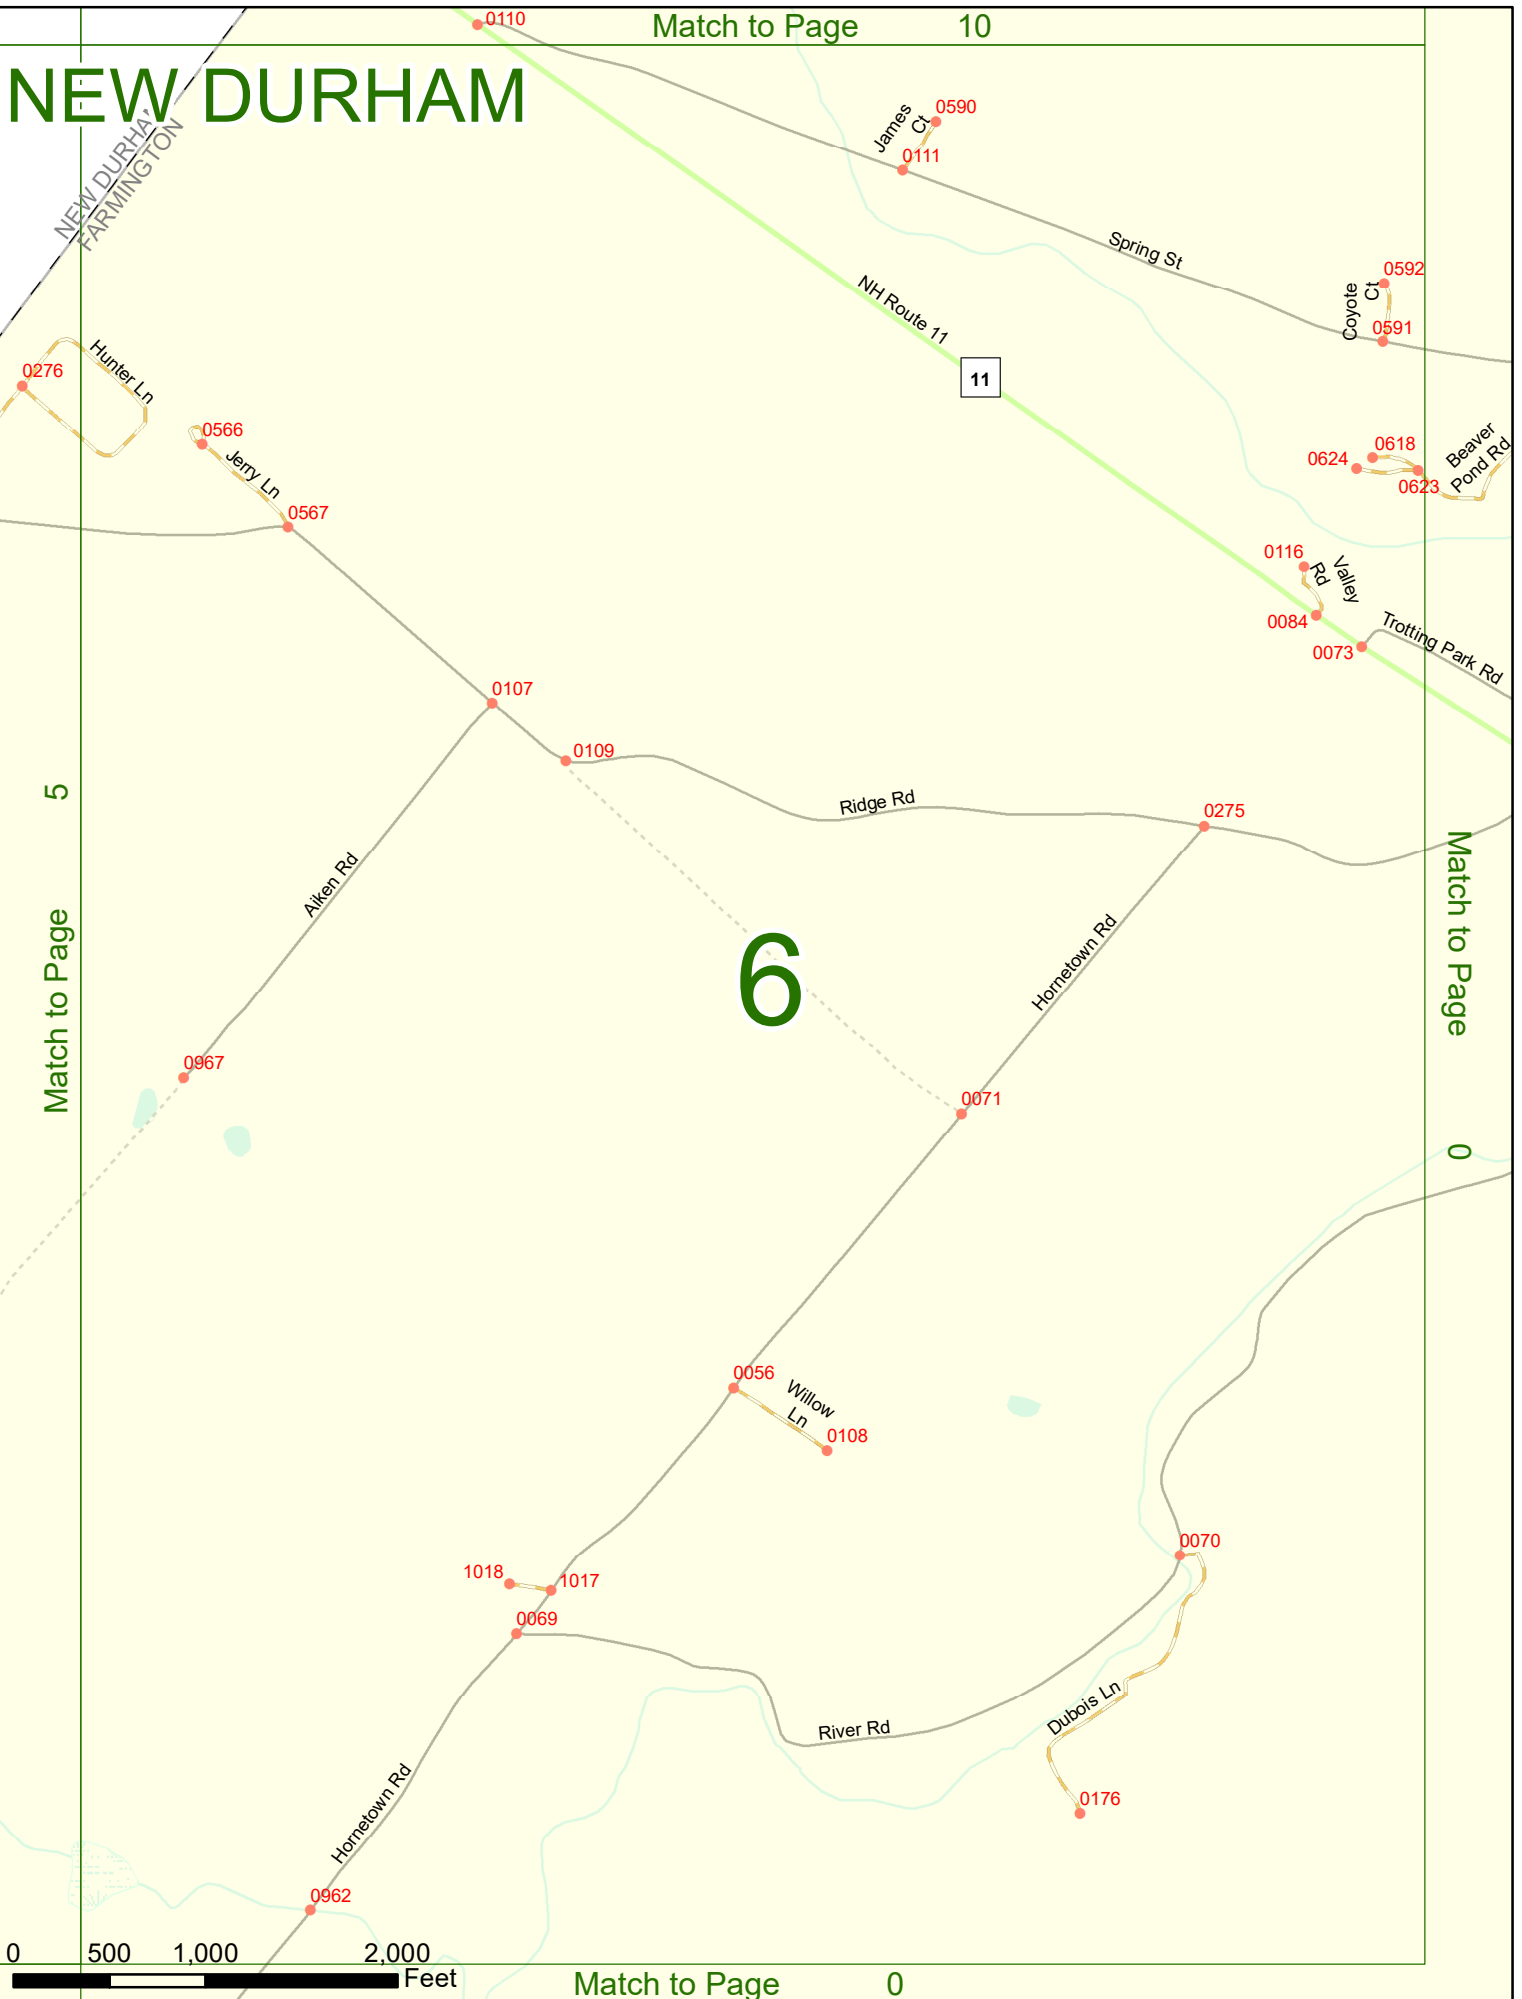 0110
Match to Page 10
NEW DURHAM
NEW DURHA
FARMINGTON
James
Ct
0590
0111
Spring St
0592
Coyote
Ct
0591
NH Route 11
11
0276
Hunter Ln
0566
Jerry Ln
0567
0618
0624
0623
Beaver
Pond Rd
0116
Valley
Rd
0084
0073
Trotting Park Rd
0107
0109
Ridge Rd
0275
Match to Page 5
Aiken Rd
6
Hornetown Rd
Match to Page 0
0967
0071
0056
Willow
Ln
0108
0070
1018
1017
0069
River Rd
Dubois Ln
0176
Hornetown Rd
0962
0 500 1,000 2,000
Feet
Match to Page 0